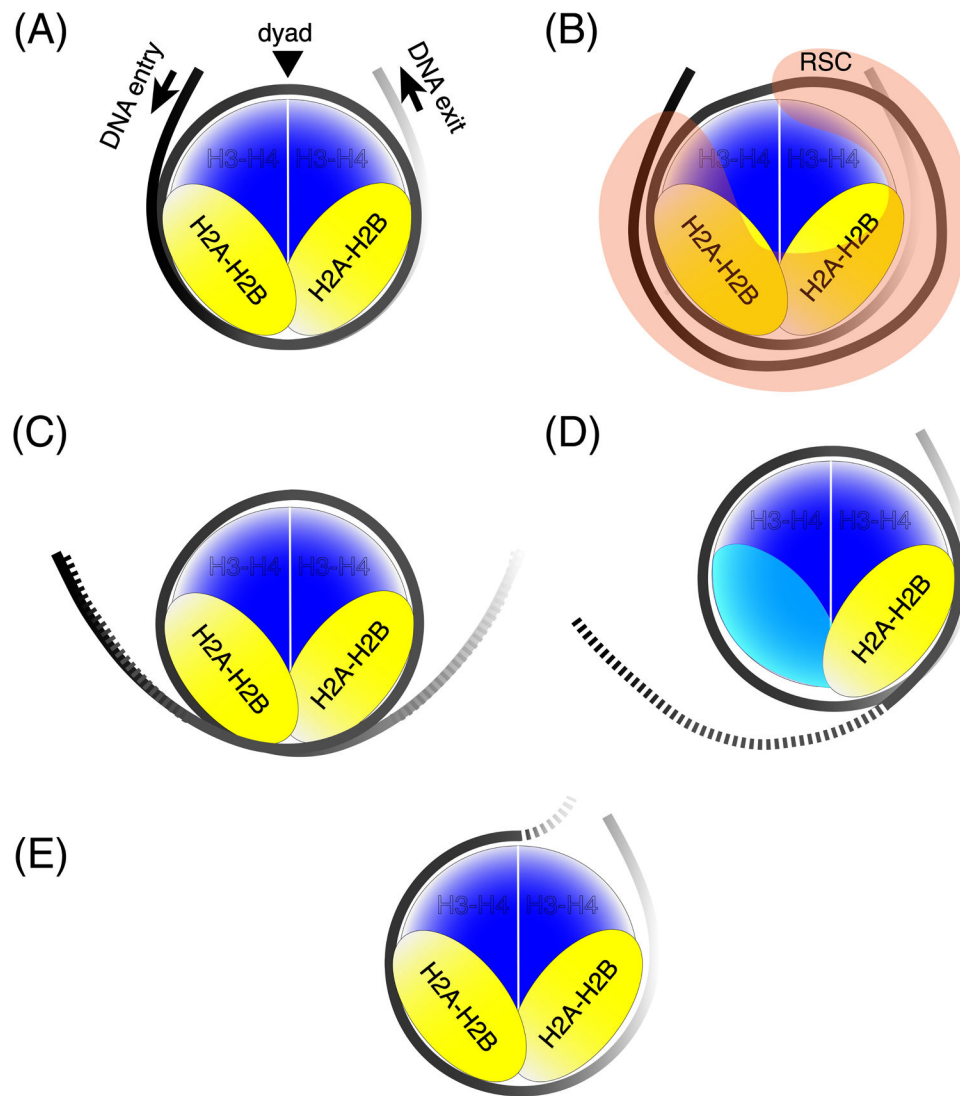 (A)
dyad
DNA entry
DNA exit
H3-H4 H3-H4
H2A-H2B
H2A-H2B
(B)
RSC
H3-H4 H3-H4
H2A-H2B
H2A-H2B
(C)
H3-H4 H3-H4
H2A-H2B
H2A-H2B
(D)
H3-H4 H3-H4
H2A-H2B
(E)
H3-H4 H3-H4
H2A-H2B
H2A-H2B